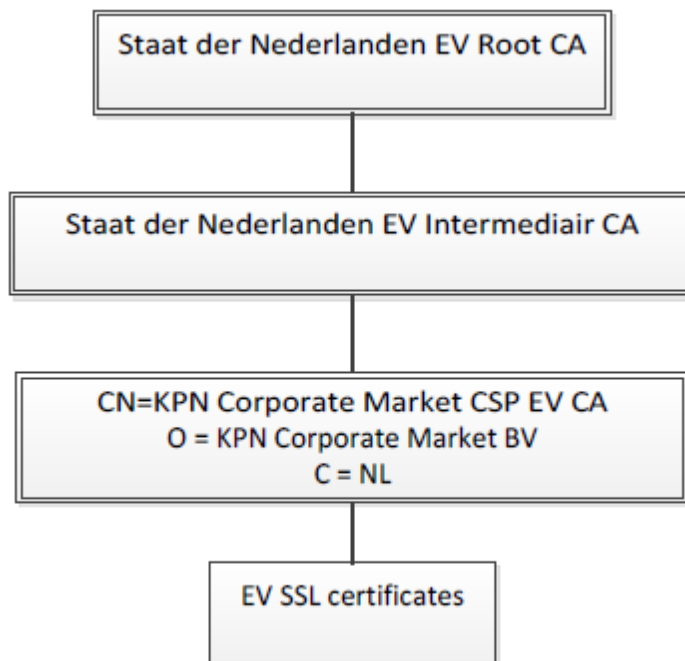 Staat der Nederlanden EV Root CA
Staat der Nederlanden EV Intermediair CA
CN=KPN Corporate Market CSP EV CA
O = KPN Corporate Market BV
C = NL
EV SSL certificates